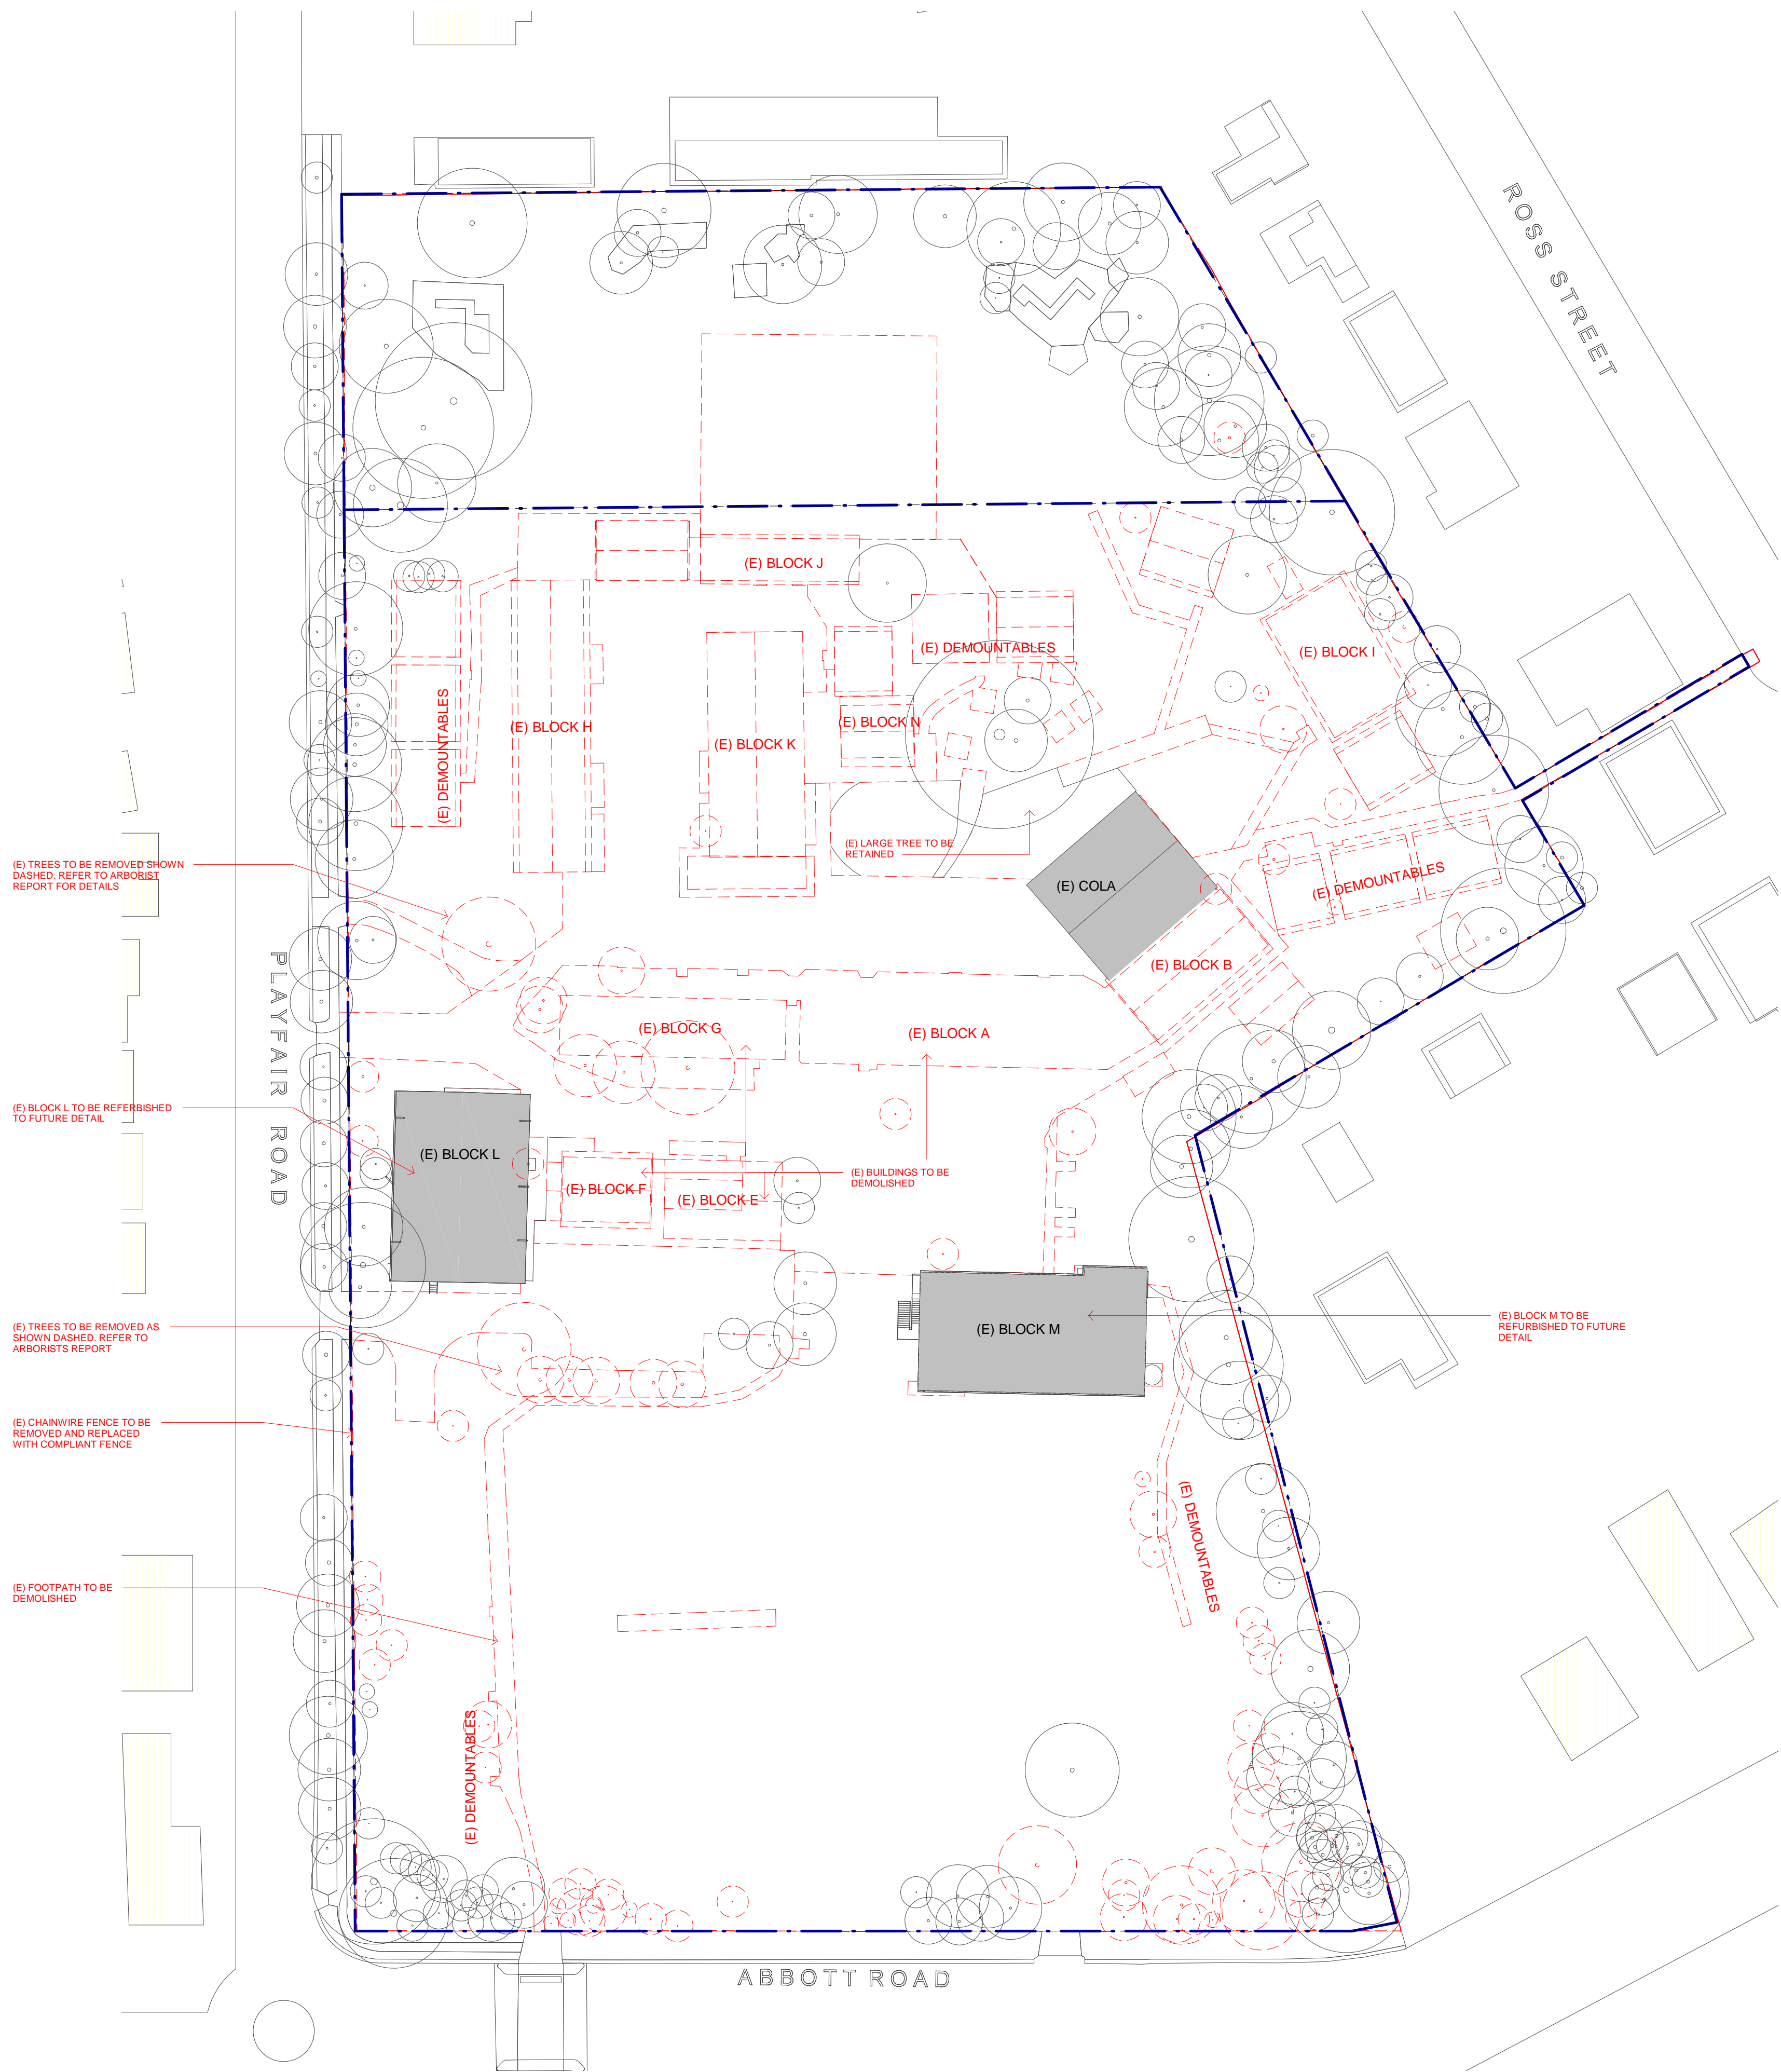 ROSS STREET
(E) BLOCK J
(E) DEMOUNTABLES
(E) BLOCK I
(E) DEMOUNTABLES
(E) BLOCK H
(E) BLOCK K
(E) BLOCK N
(E) LARGE TREE TO BE
RETAINED
(E) COLA
(E) DEMOUNTABLES
(E) TREES TO BE REMOVED SHOWN
DASHED. REFER TO ARBORIST
REPORT FOR DETAILS
(E) BLOCK B
PLAYFAIR ROAD
(E) BLOCK G
(E) BLOCK A
(E) BLOCK L TO BE REFERBISHED
TO FUTURE DETAIL
(E) BLOCK L
(E) BLOCK F
(E) BLOCK E
(E) BUILDINGS TO BE
DEMOLISHED
(E) TREES TO BE REMOVED AS
SHOWN DASHED. REFER TO
ARBORISTS REPORT
(E) BLOCK M
(E) BLOCK M TO BE
REFURBISHED TO FUTURE
DETAIL
(E) CHAINWIRE FENCE TO BE
REMOVED AND REPLACED
WITH COMPLIANT FENCE
(E) DEMOUNTABLES
(E) FOOTPATH TO BE
DEMOLISHED
(E) DEMOUNTABLES
ABBOTT ROAD